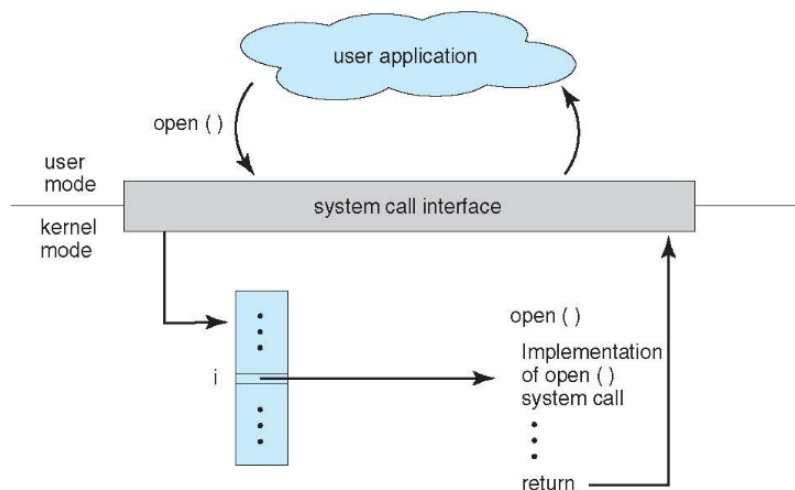 user application
open ( )
user
mode
system call interface
kernel
mode
open ( )
i
Implementation
of open ( )
system call
return